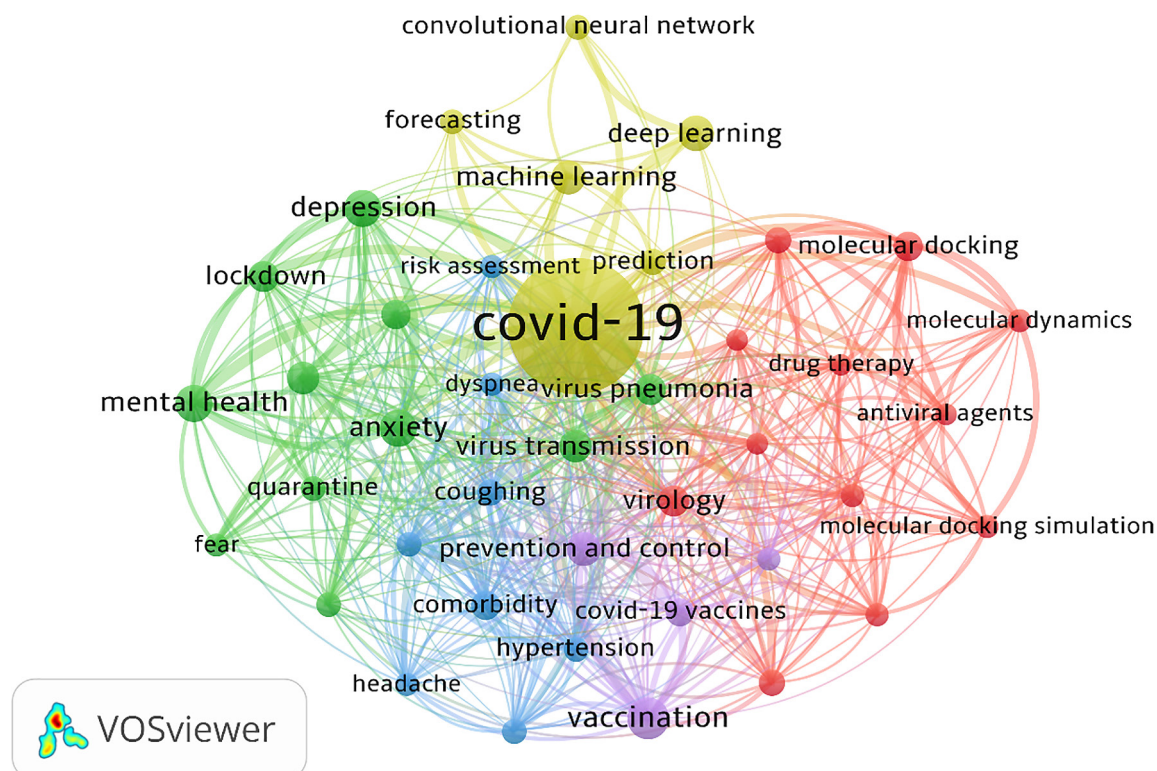 convolutional neural network
forecasting
deep learning
machine learning
depression
molecular docking
lockdown
risk assessment
prediction
covid-19
molecular dynamics
drug therapy
dyspnea
virus pneumonia
mental health
antiviral agents
anxiety
virus transmission
quarantine
coughing
virology
molecular docking simulation
fear
prevention and control
comorbidity
covid-19 vaccines
hypertension
headache
vaccination
VOSviewer